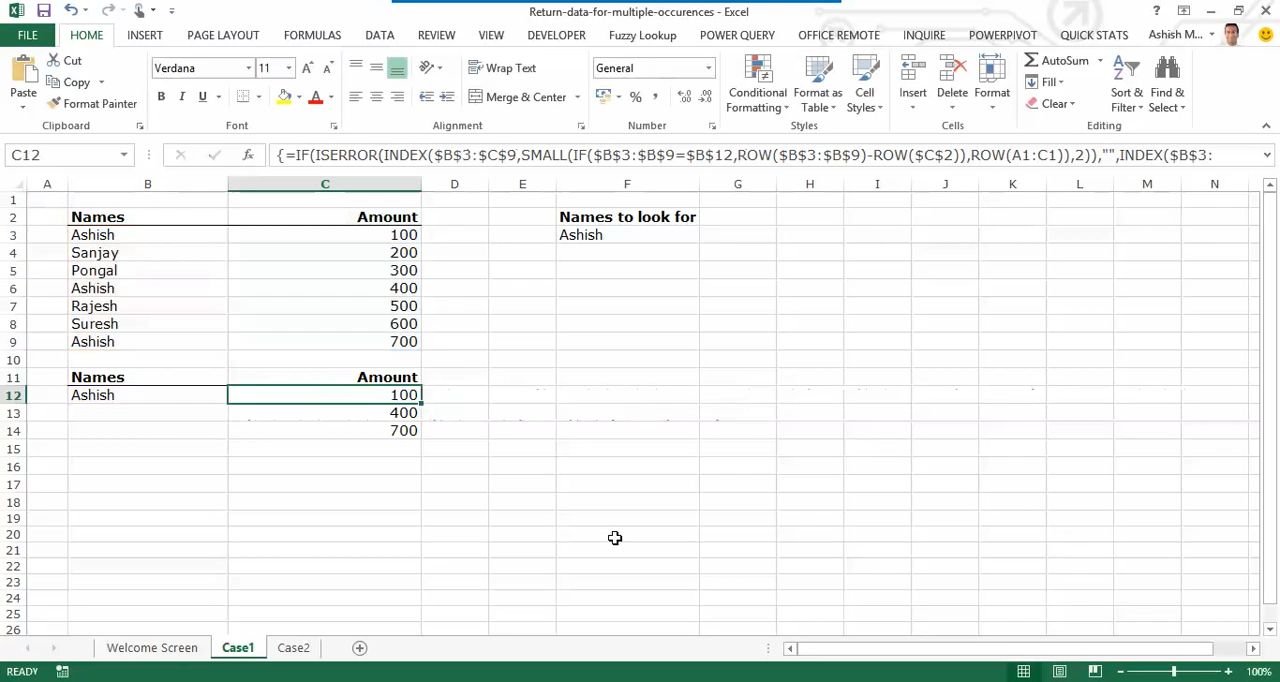 Return-data-for-multiple-occurences - Excel
FILE HOME INSERT PAGE LAYOUT FORMULAS DATA REVIEW VIEW DEVELOPER Fuzzy Lookup POWER QUERY OFFICE REMOTE INQUIRE POWERPIVOT QUICK STATS Ashish M...
Paste
Cut
Copy
Format Painter
Clipboard
Verdana 11
B I U
Font
Wrap Text
Merge & Center
Alignment
General
%
Number
Conditional Formatting
Format as Table
Cell Styles
Styles
Insert Delete Format
Cells
AutoSum
Fill
Clear
Sort & Filter
Find & Select
Editing
C12 {=IF(ISERROR(INDEX($B$3:$C$9,SMALL(IF($B$3:$B$9=$B$12,ROW($B$3:$B$9)-ROW($C$2)),ROW(A1:C1)),2)),"",INDEX($B$3:
A B C D E F G H I J K L M N
1
2 Names Amount Names to look for
3 Ashish 100 Ashish
4 Sanjay 200
5 Pongal 300
6 Ashish 400
7 Rajesh 500
8 Suresh 600
9 Ashish 700
10
11 Names Amount
12 Ashish 100
13 400
14 700
15
16
17
18
19
20
21
22
23
24
25
26
Welcome Screen Case1 Case2
READY 100%